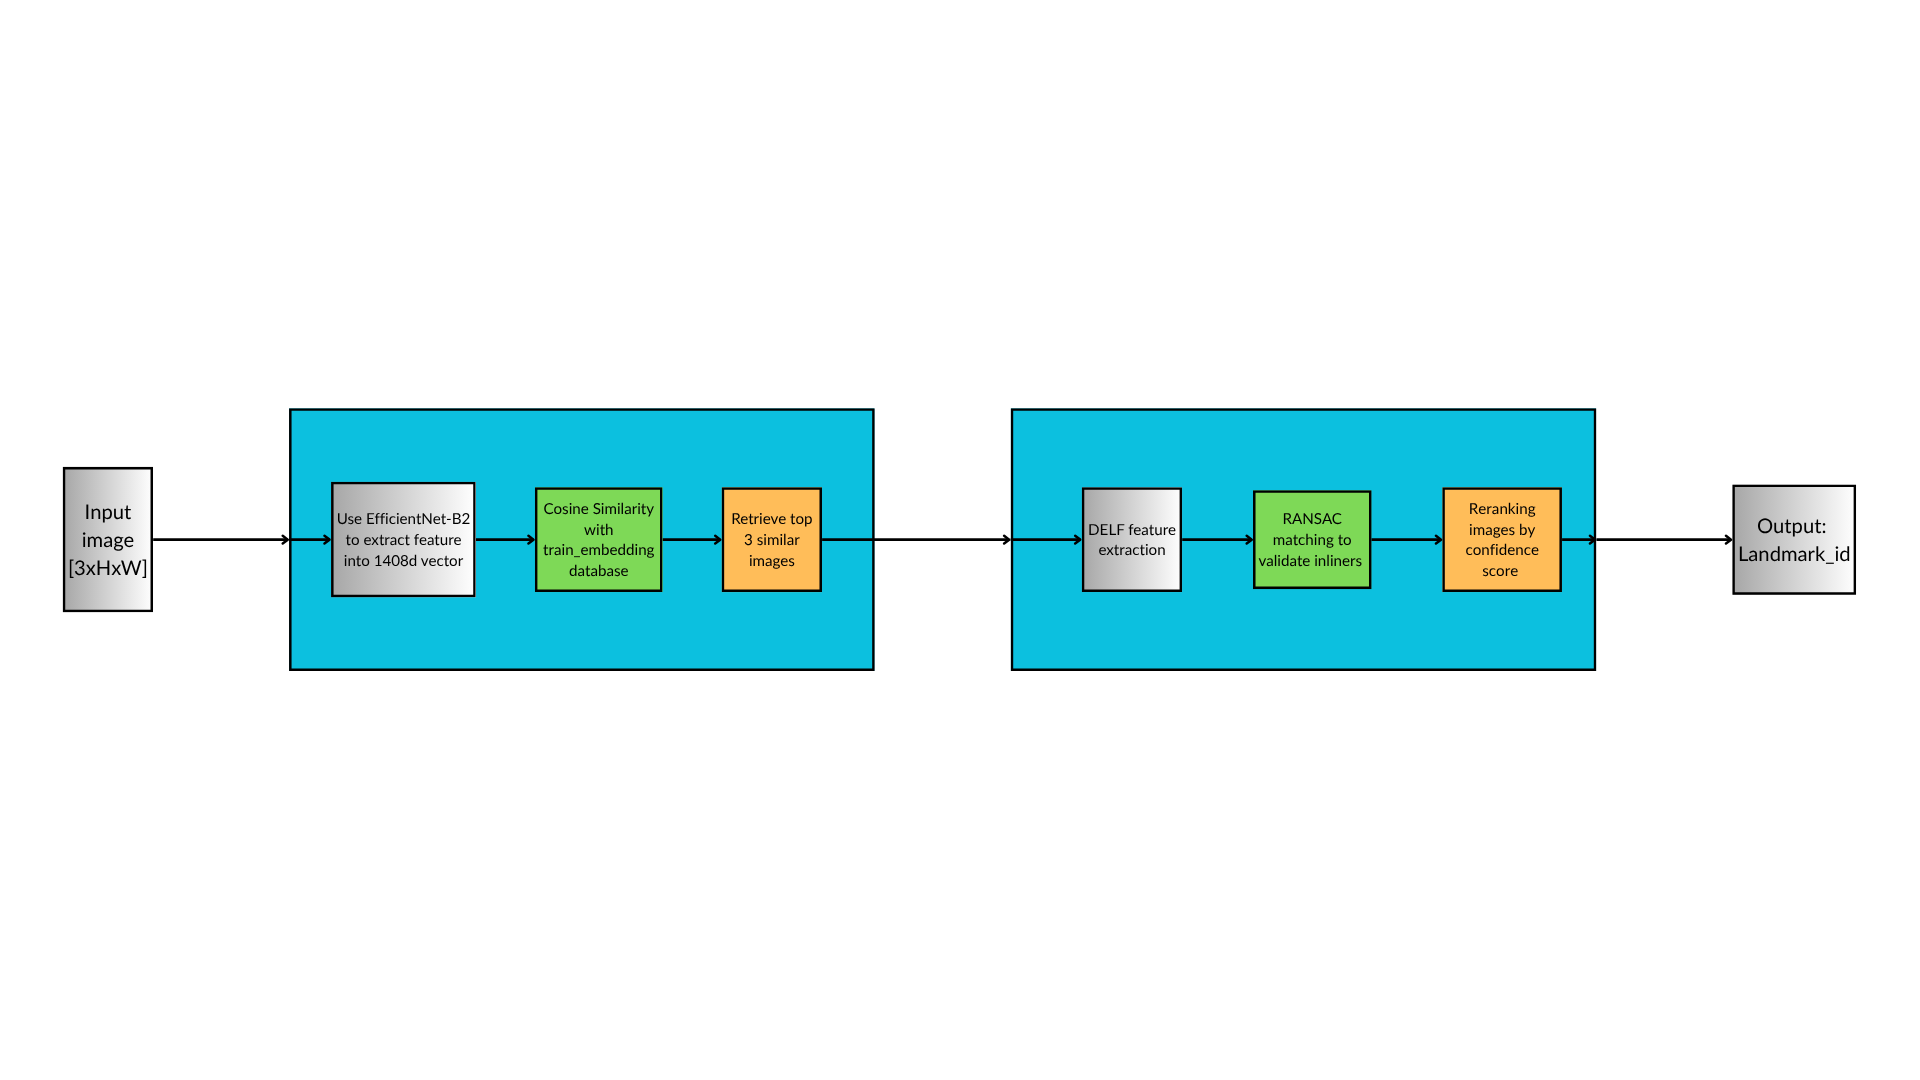 Input
image
[3xHxW]
Use EfficientNet-B2
to extract feature
into 1408d vector
Cosine Similarity
with
train_embedding
database
Retrieve top
3 similar
images
DELF feature
extraction
RANSAC
matching to
validate inliners
Reranking
images by
confidence
score
Output:
Landmark_id